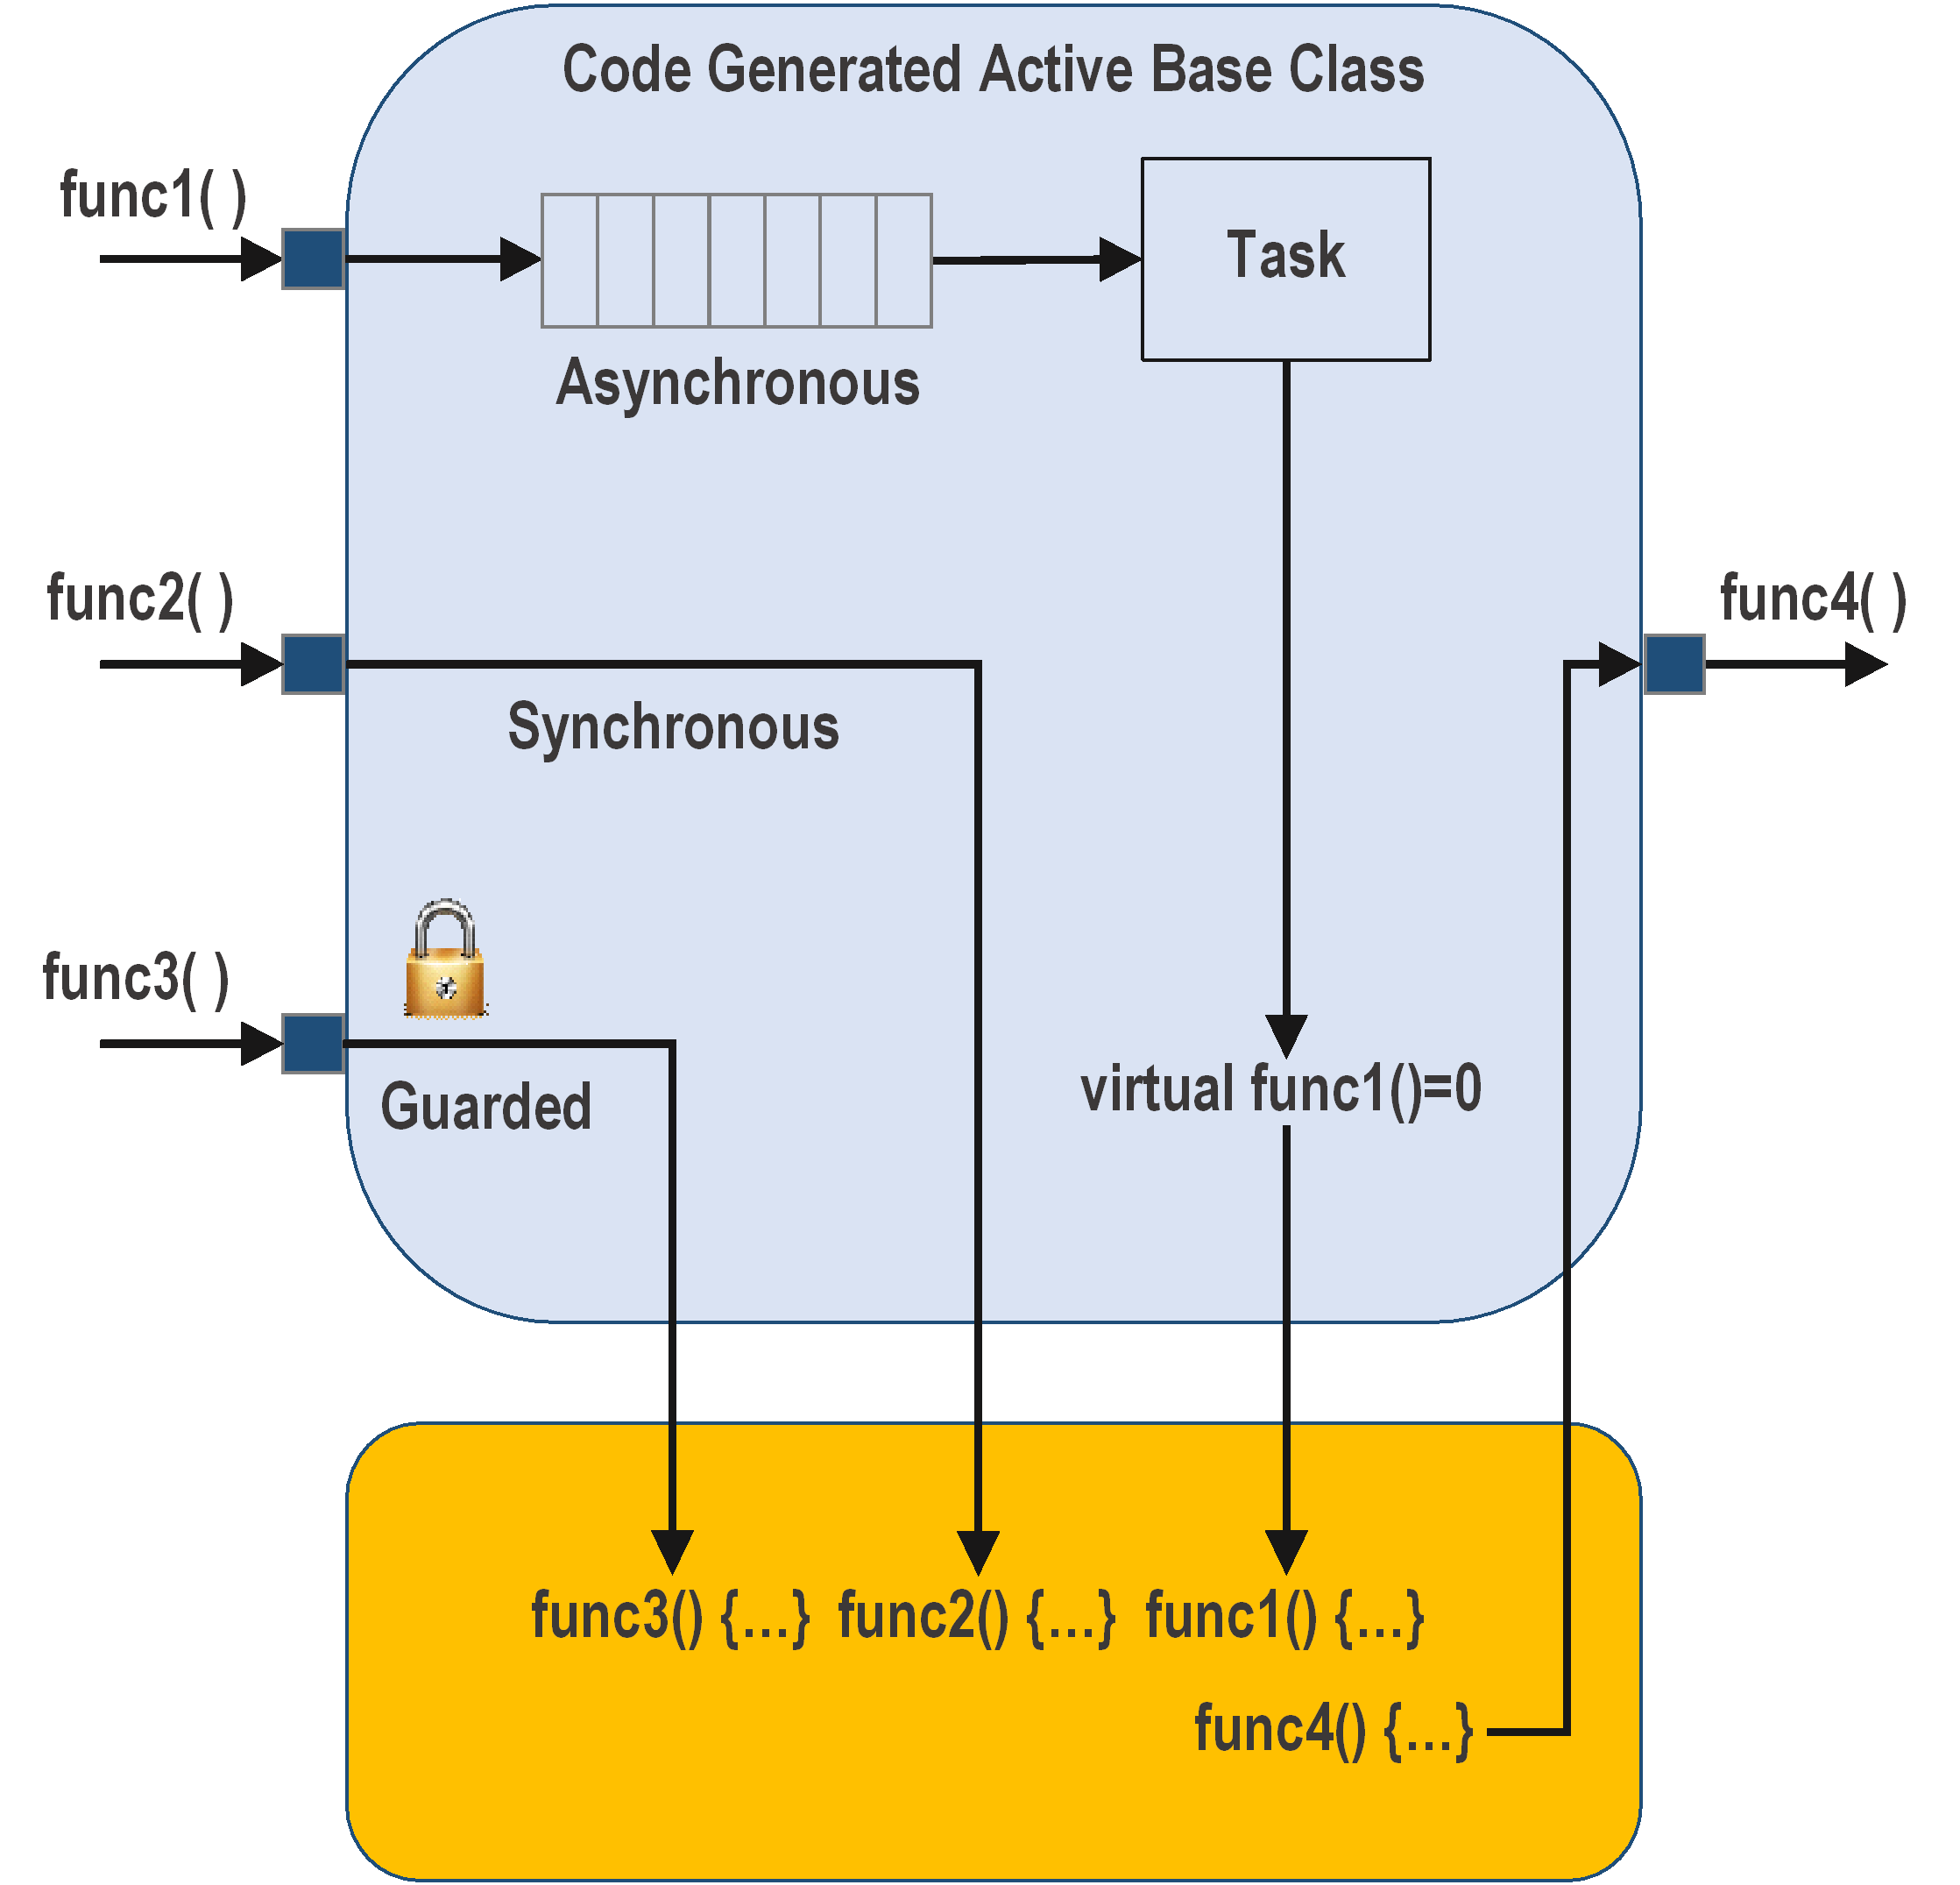 Code Generated Active Base Class
func1( )
Task
Asynchronous
func2( )
func4( )
Synchronous
func3( )
Guarded
virtual func1()=0
func3() {...} func2() {...} func1() {...}
func4() {...}